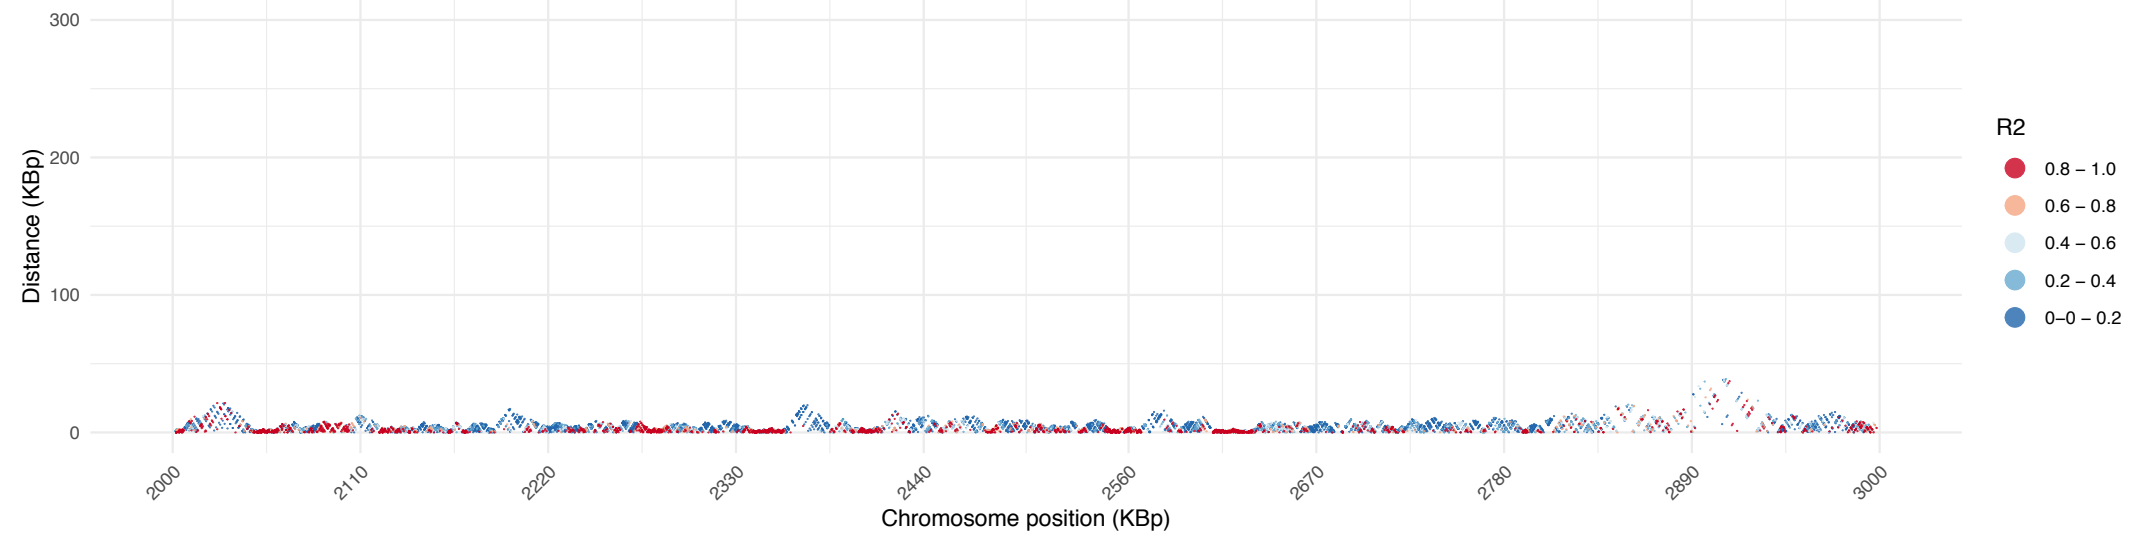 300
200
100
0
Distance (KBp)
2000 2110 2220 2330 2440 2560 2670 2780 2890 3000
Chromosome position (KBp)
R2
0.8 − 1.0
0.6 − 0.8
0.4 − 0.6
0.2 − 0.4
0−0 − 0.2